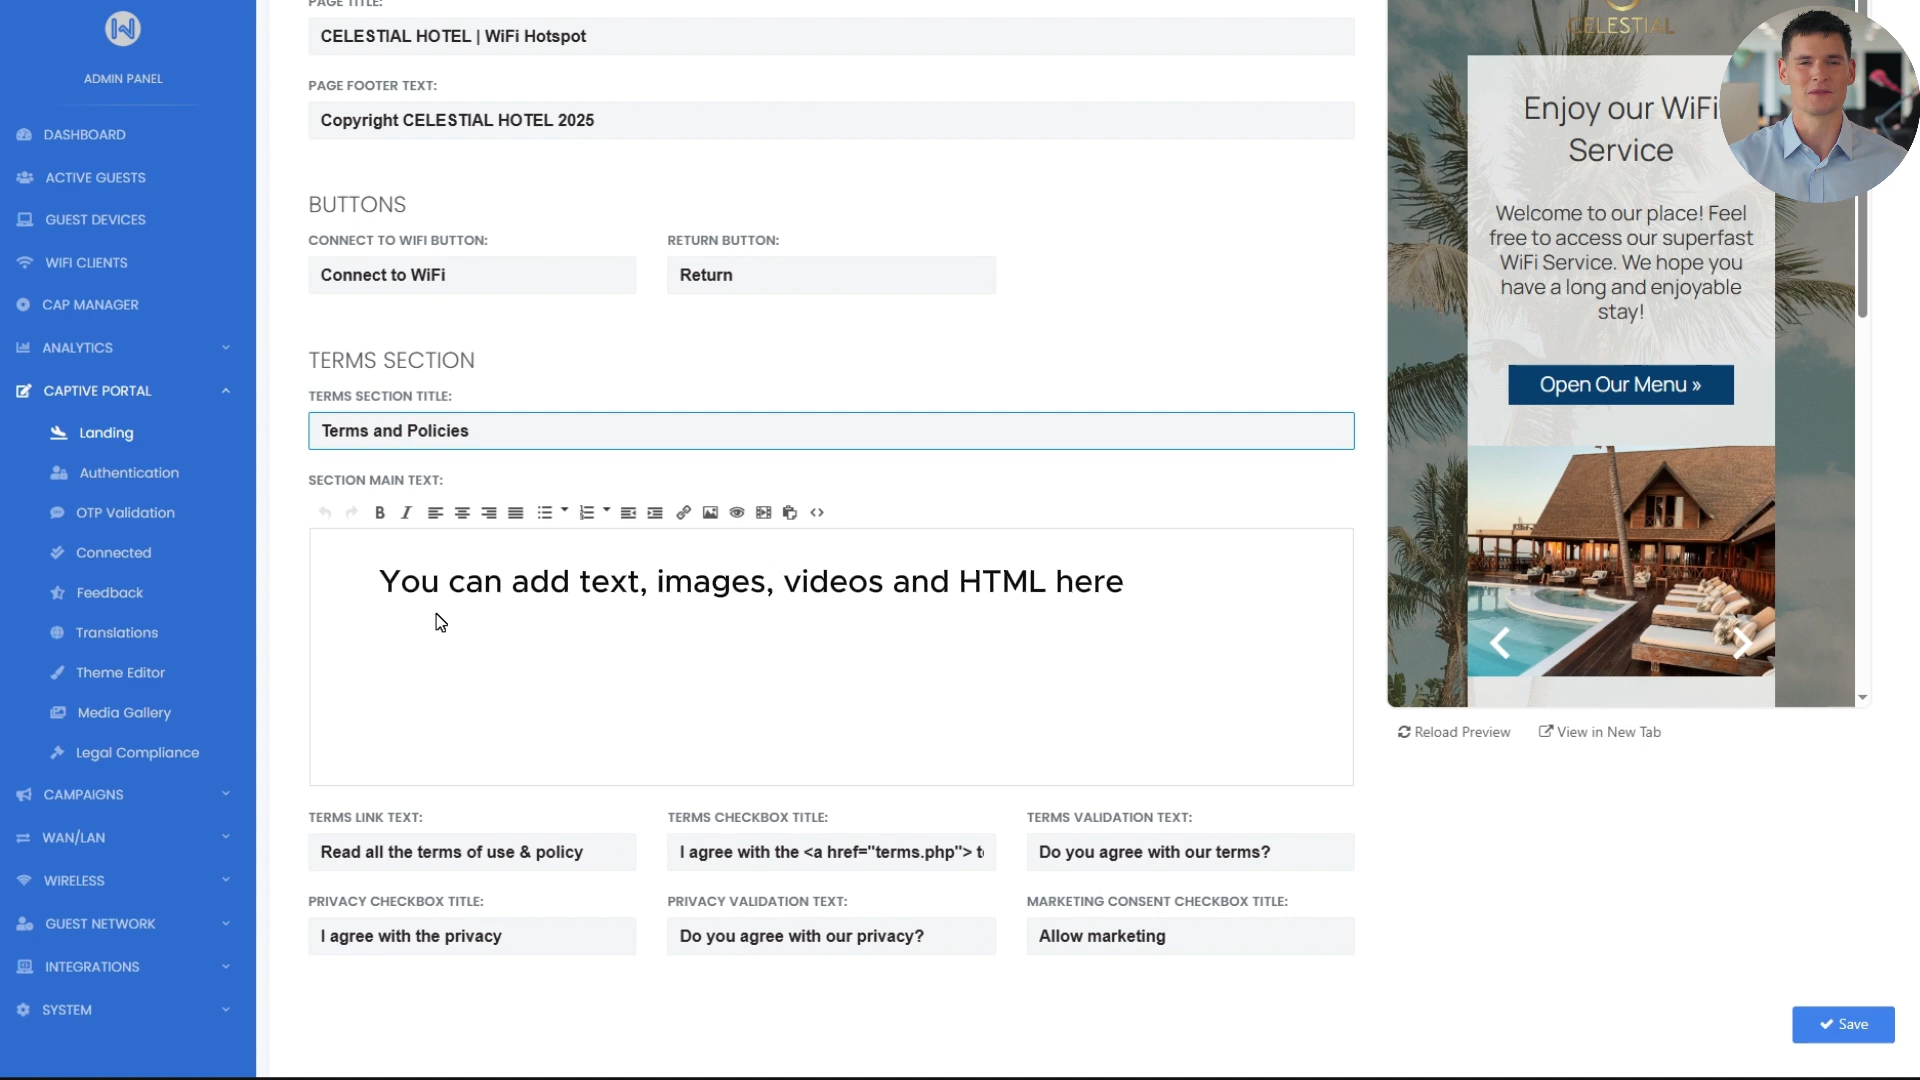 ADMIN PANEL
DASHBOARD
ACTIVE GUESTS
GUEST DEVICES
WIFI CLIENTS
CAP MANAGER
ANALYTICS
CAPTIVE PORTAL
Landing
Authentication
OTP Validation
Connected
Feedback
Translations
Theme Editor
Media Gallery
Legal Compliance
CAMPAIGNS
WAN/LAN
WIRELESS
GUEST NETWORK
INTEGRATIONS
SYSTEM
PAGE TITLE:
CELESTIAL HOTEL | WiFi Hotspot
PAGE FOOTER TEXT:
Copyright CELESTIAL HOTEL 2025
BUTTONS
CONNECT TO WIFI BUTTON:
RETURN BUTTON:
Connect to WiFi
Return
TERMS SECTION
TERMS SECTION TITLE:
Terms and Policies
SECTION MAIN TEXT:
You can add text, images, videos and HTML here
TERMS LINK TEXT:
TERMS CHECKBOX TITLE:
TERMS VALIDATION TEXT:
Read all the terms of use & policy
I agree with the <a href="terms.php"> t
Do you agree with our terms?
PRIVACY CHECKBOX TITLE:
PRIVACY VALIDATION TEXT:
MARKETING CONSENT CHECKBOX TITLE:
I agree with the privacy
Do you agree with our privacy?
Allow marketing
CELESTIAL
Enjoy our WiFi
Service
Welcome to our place! Feel
free to access our superfast
WiFi Service. We hope you
have a long and enjoyable
stay!
Open Our Menu »
Reload Preview
View in New Tab
Save